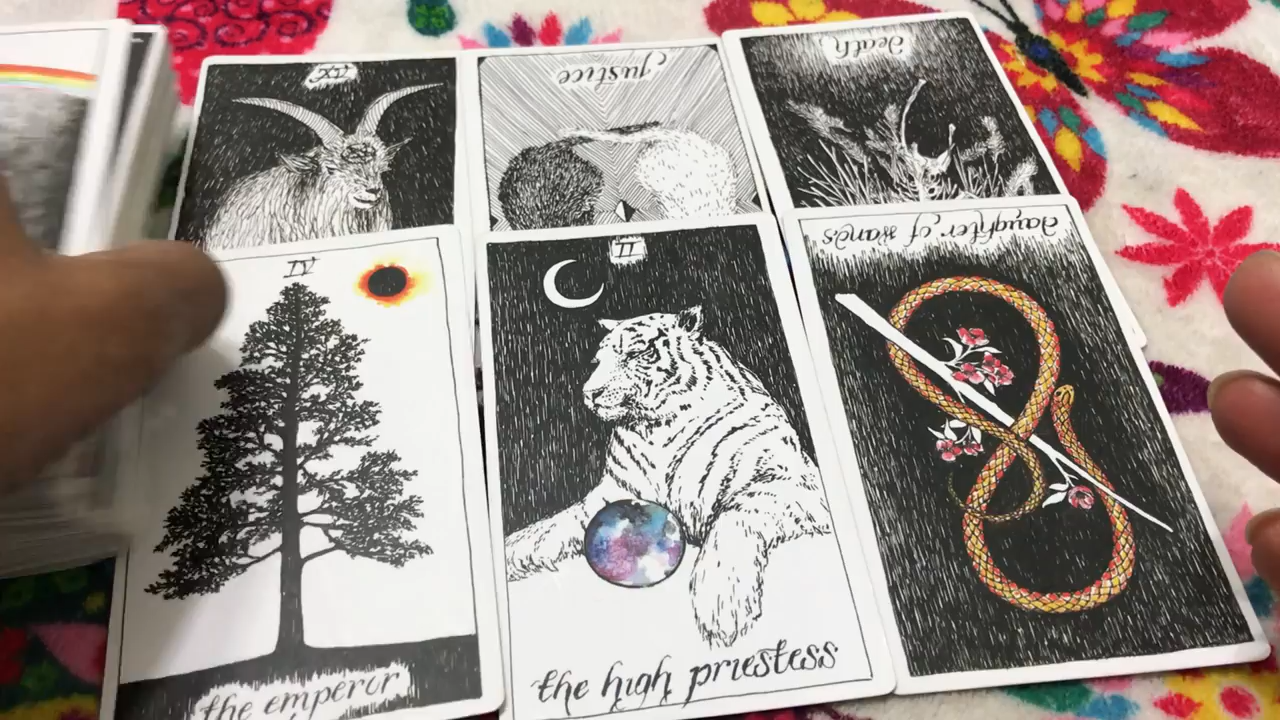 XV
justice
death
IV
II
daughter of wands
the emperor
the high priestess